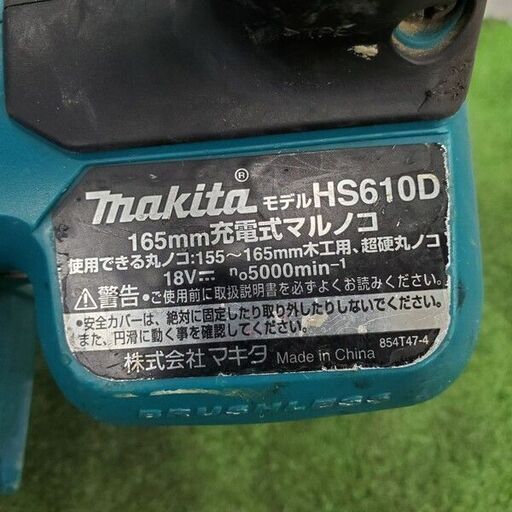 makita® モデルHS610D
165mm充電式マルノコ
使用できる丸ノコ:155～165mm木工用、超硬丸ノコ
18V⎓ n₀5000min⁻¹
⚠警告●ご使用前に取扱説明書を必ずよくお読みください。
●安全カバーは、絶対に固定したり取り外したりしないでください。
また、円滑に動く事を確認してください。
株式会社マキタ Made in China 854T47-4
BRUSHLESS